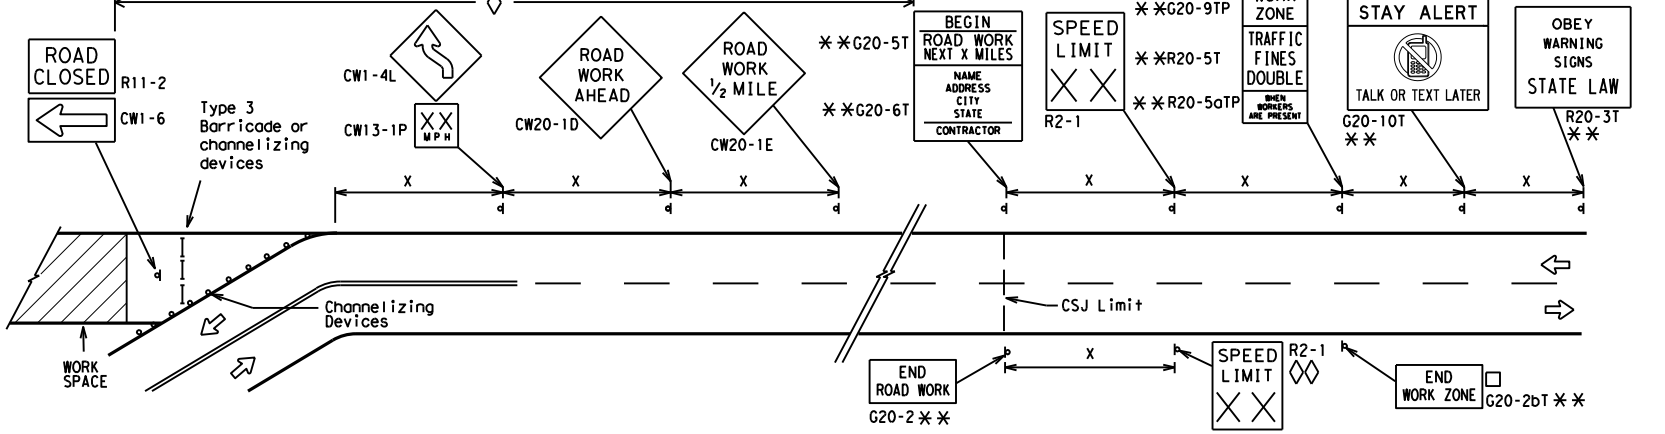 ROAD
CLOSED
R11-2
CW1-6
Type 3
Barricade or
channelizing
devices
CW1-4L
XX
MPH
CW13-1P
ROAD
WORK
AHEAD
CW20-1D
ROAD
WORK
1/2 MILE
CW20-1E
**G20-5T
**G20-6T
BEGIN
ROAD WORK
NEXT X MILES
NAME
ADDRESS
CITY
STATE
CONTRACTOR
SPEED
LIMIT
XX
R2-1
**G20-9TP
**R20-5T
**R20-5aTP
ZONE
TRAFFIC
FINES
DOUBLE
WHEN
WORKERS
ARE PRESENT
STAY ALERT
TALK OR TEXT LATER
G20-10T
**
OBEY
WARNING
SIGNS
STATE LAW
R20-3T
**
X
X
X
X
X
X
X
Channelizing
Devices
CSJ Limit
WORK
SPACE
END
ROAD WORK
G20-2**
X
SPEED
LIMIT
XX
R2-1
END
WORK ZONE
G20-2bT **